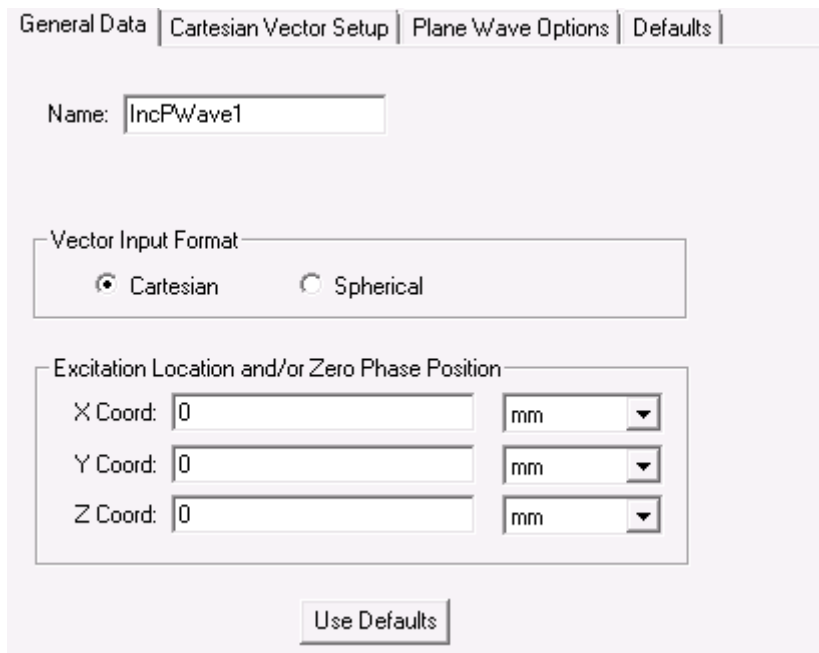 General Data Cartesian Vector Setup Plane Wave Options Defaults
Name: IncPWave1
Vector Input Format
Cartesian Spherical
Excitation Location and/or Zero Phase Position
X Coord: 0 mm
Y Coord: 0 mm
Z Coord: 0 mm
Use Defaults